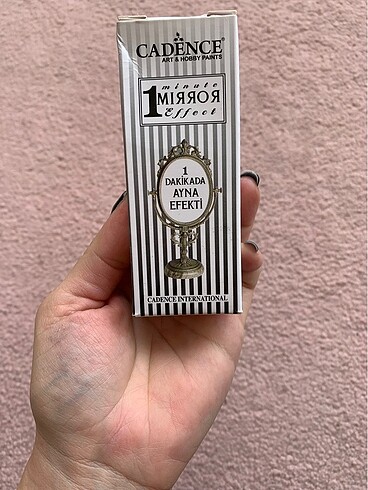 CADENCE
ART & HOBBY PAINTS
1 minute
MIRROR
Effect
1
DAKİKADA
AYNA
EFEKTİ
CADENCE INTERNATIONAL